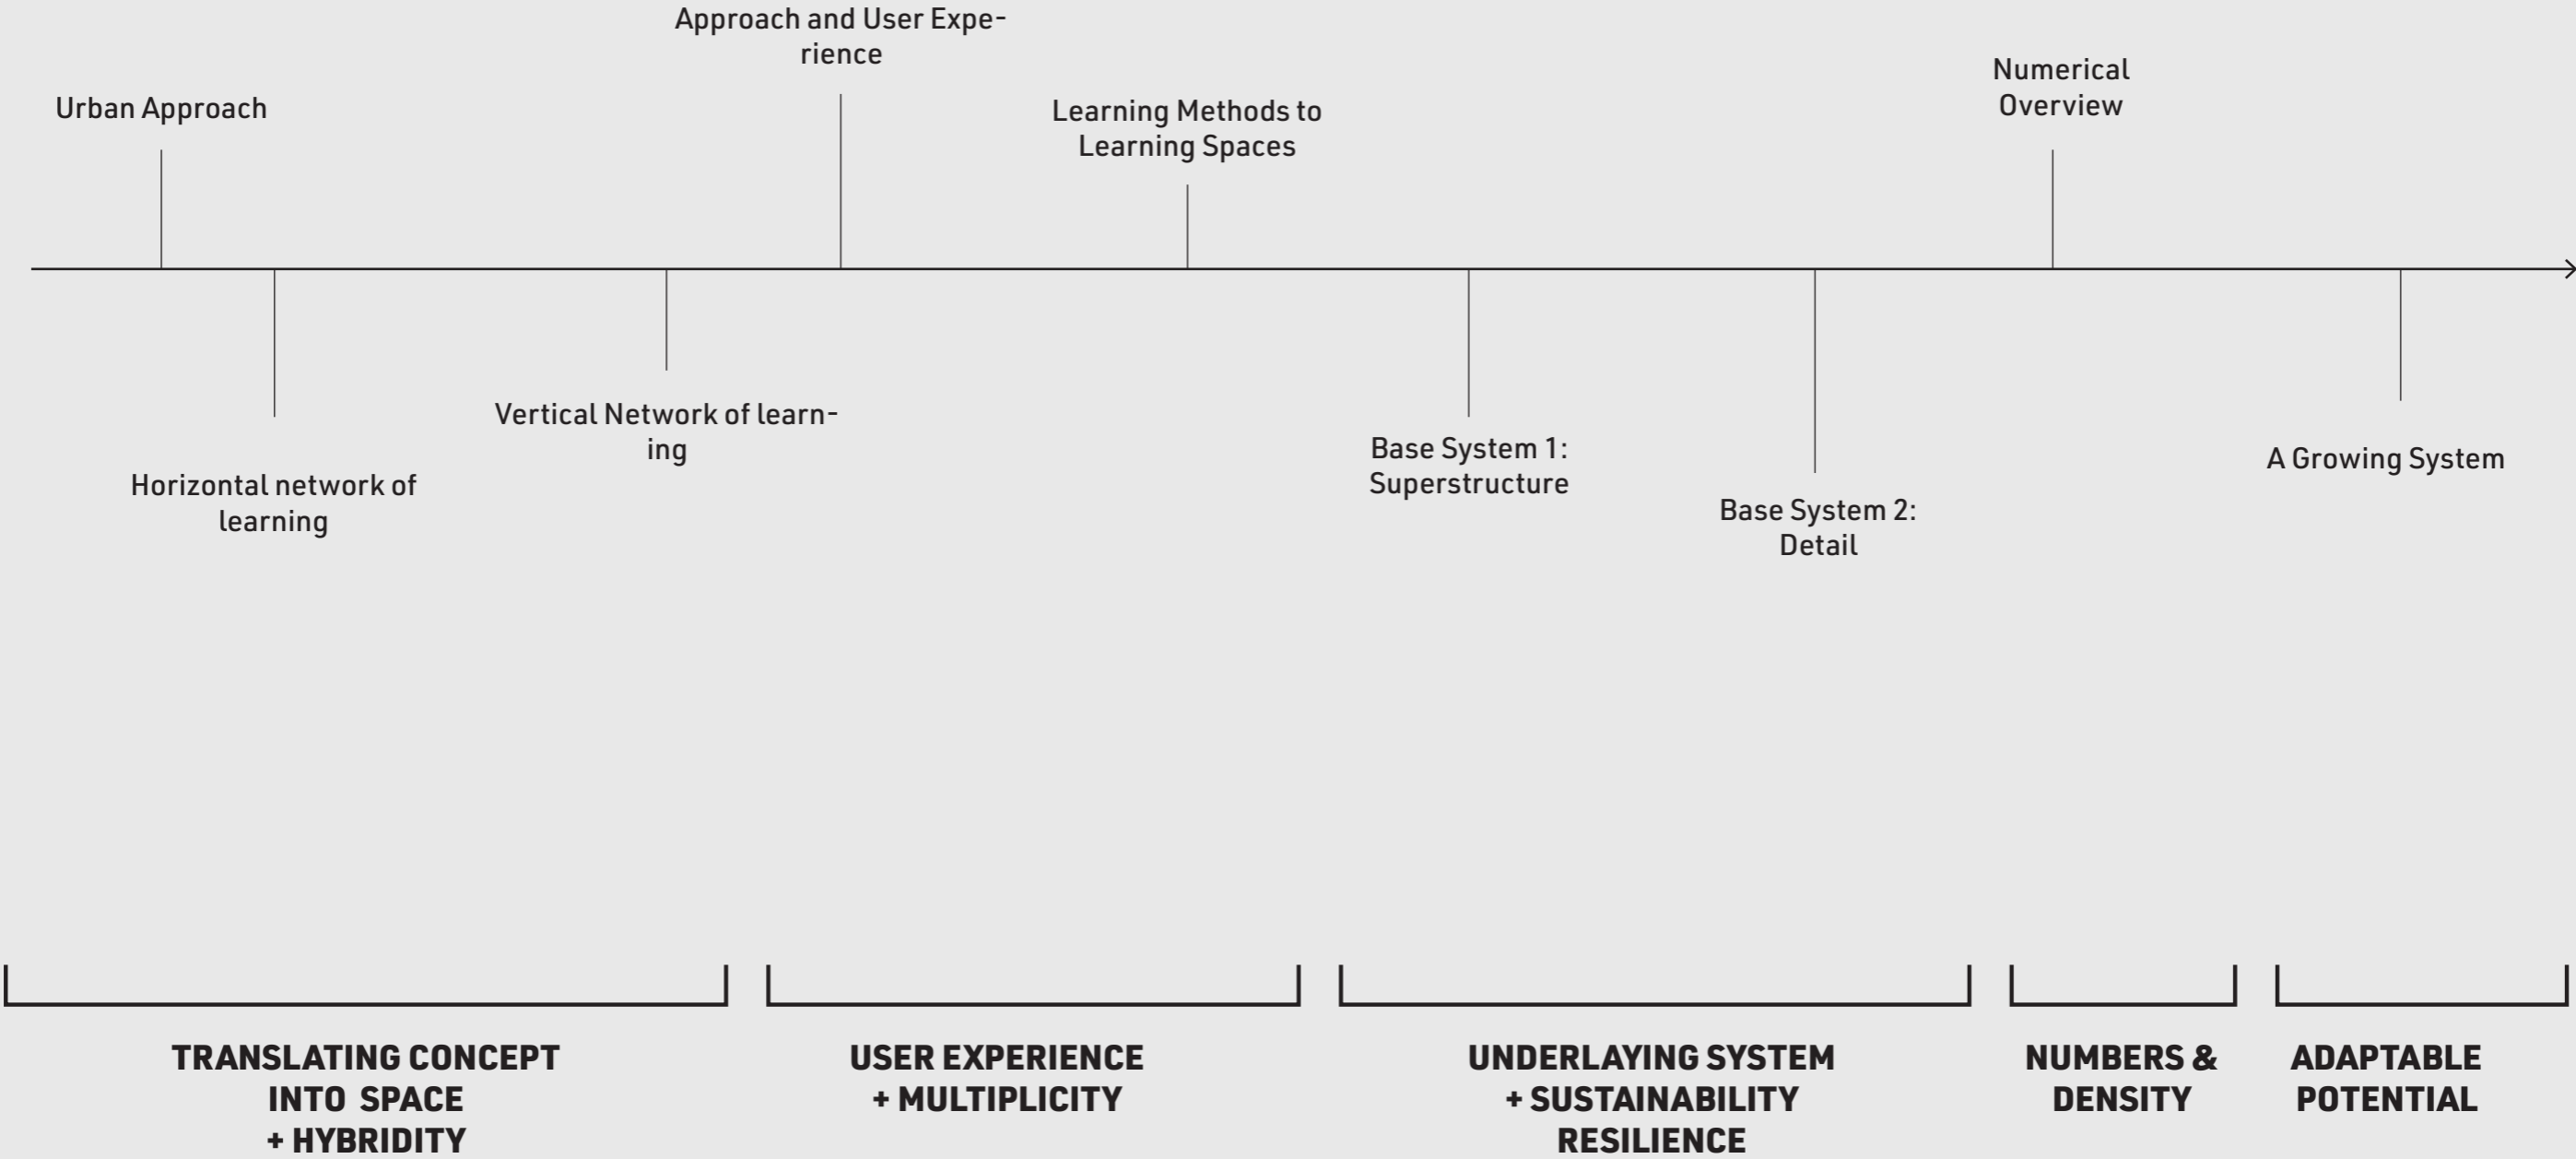 Approach and User Expe-
rience
Urban Approach
Learning Methods to
Learning Spaces
Numerical
Overview
Horizontal network of
learning
Vertical Network of learn-
ing
Base System 1:
Superstructure
Base System 2:
Detail
A Growing System
TRANSLATING CONCEPT
INTO SPACE
+ HYBRIDITY
USER EXPERIENCE
+ MULTIPLICITY
UNDERLAYING SYSTEM
+ SUSTAINABILITY
RESILIENCE
NUMBERS &
DENSITY
ADAPTABLE
POTENTIAL